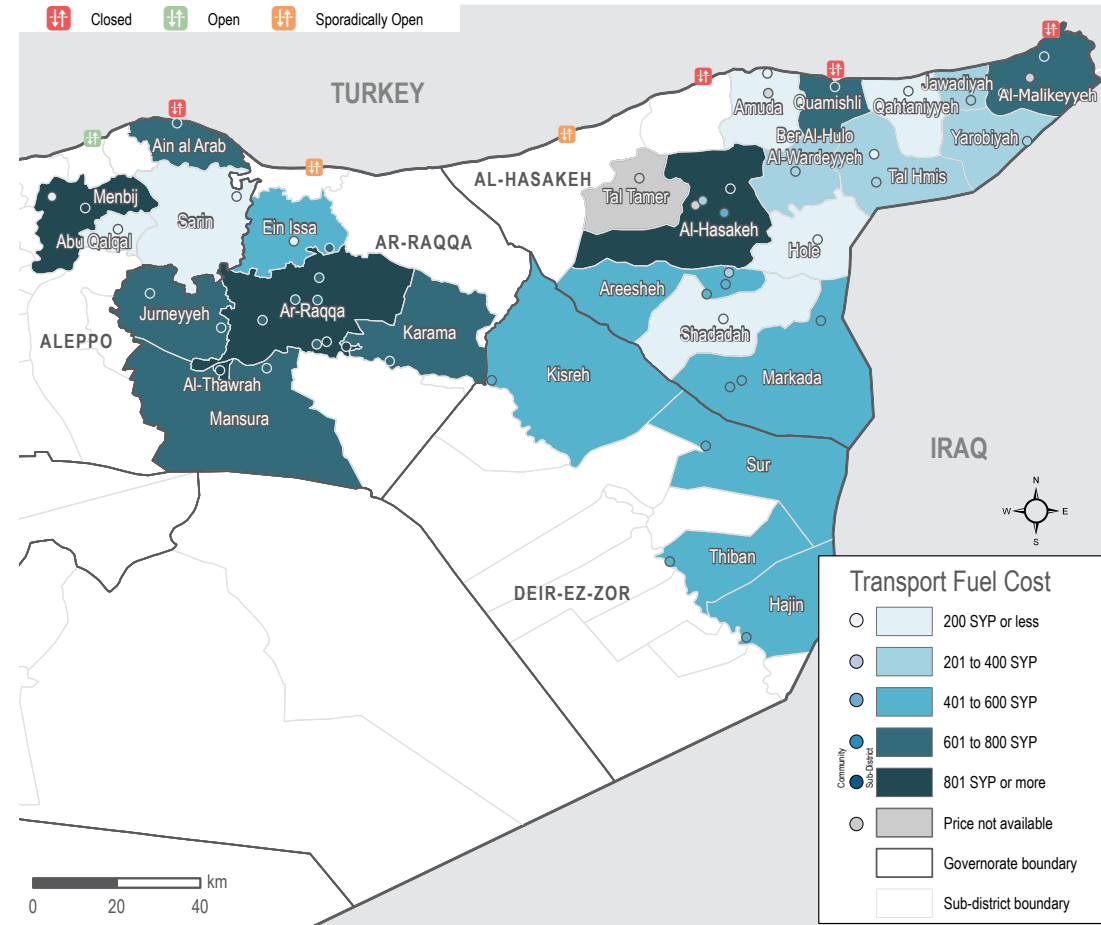 Closed
Open
Sporadically Open
TURKEY
Jawadiyah
Al-Malikeyyeh
Amuda
Quamishli
Qahtaniyyeh
Ain al Arab
Ber Al-Hulo
Al-Wardeyyeh
Yarobiyah
AL-HASAKEH
Tal Tamer
Tal Hmis
Menbij
Sarin
Ein Issa
Al-Hasakeh
Abu Qalqal
AR-RAQQA
Hole
Areesheh
Jurneyyeh
Ar-Raqqa
Karama
Shadadah
ALEPPO
Kisreh
Markada
Al-Thawrah
Mansura
IRAQ
Sur
N
W
E
S
Thiban
DEIR-EZ-ZOR
Hajin
Transport Fuel Cost
200 SYP or less
201 to 400 SYP
401 to 600 SYP
601 to 800 SYP
801 SYP or more
Community
Sub-District
Price not available
Governorate boundary
Sub-district boundary
km
0 20 40